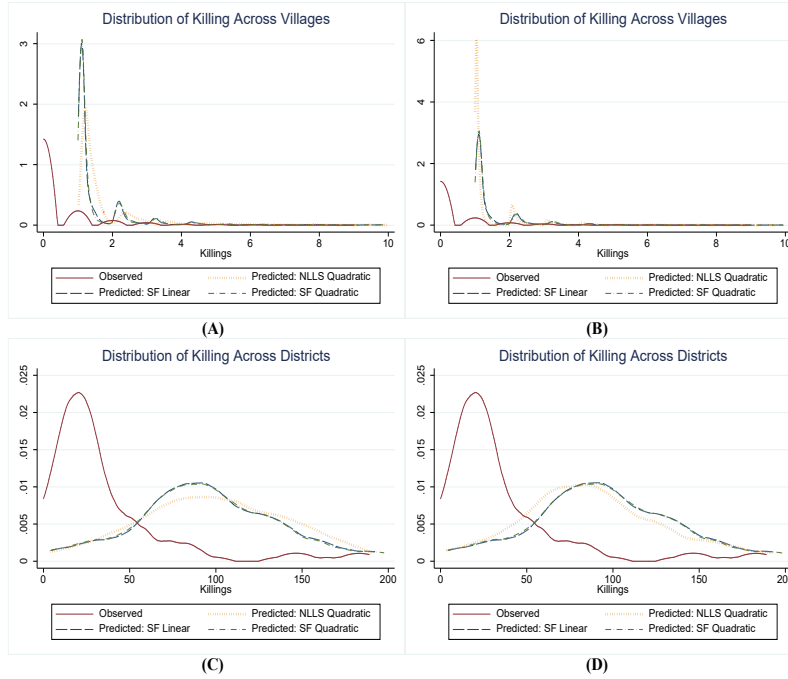 Distribution of Killing Across Villages
3
2
1
0
0 2 4 6 8 10
Killings
Observed
Predicted: NLLS Quadratic
Predicted: SF Linear
Predicted: SF Quadratic
(A)
Distribution of Killing Across Villages
6
4
2
0
0 2 4 6 8 10
Killings
Observed
Predicted: NLLS Quadratic
Predicted: SF Linear
Predicted: SF Quadratic
(B)
Distribution of Killing Across Districts
.025
.02
.015
.01
.005
0
0 50 100 150 200
Killings
Observed
Predicted: NLLS Quadratic
Predicted: SF Linear
Predicted: SF Quadratic
(C)
Distribution of Killing Across Districts
.025
.02
.015
.01
.005
0
0 50 100 150 200
Killings
Observed
Predicted: NLLS Quadratic
Predicted: SF Linear
Predicted: SF Quadratic
(D)